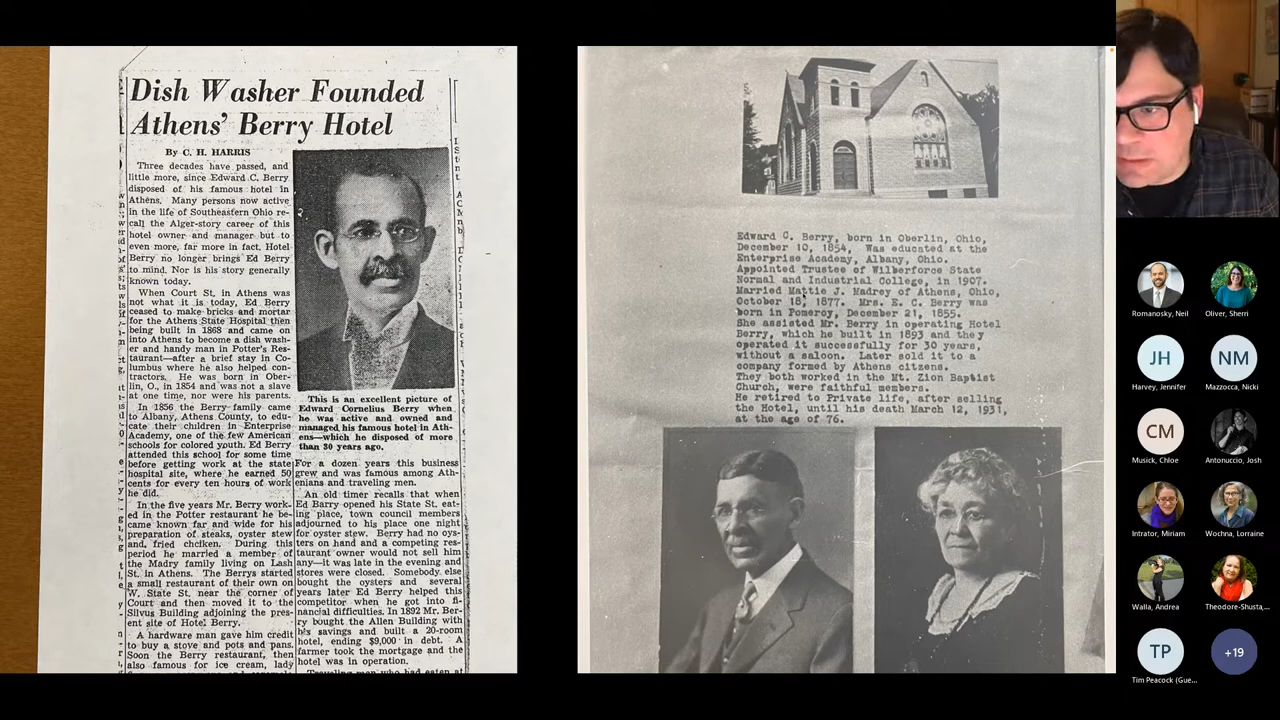 Dish Washer Founded
Athens' Berry Hotel
By C. H. HARRIS
Three decades have passed, and
little more, since Edward C. Berry
disposed of his famous hotel in
Athens. Many persons now active
in the life of Southeastern Ohio re-
call the Alger-story career of this
hotel owner and manager but to
even more, far more in fact, Hotel
Berry no longer brings Ed Berry
to mind. Nor is his story generally
known today.
When Court St. in Athens was
not what it is today, Ed Berry
ceased to make bricks and mortar
for the Athens State Hospital then
being built in 1868 and came on
into Athens to become a dish wash-
er and handy man in Potter's Res-
taurant—after a brief stay in Co-
lumbus where he also helped con-
tractors. He was born in Ober-
lin, O., in 1854 and was not a slave
at one time, nor were his parents.
In 1856 the Berry family came
to Albany, Athens County, to edu-
cate their children in Enterprise
Academy, one of the few American
schools for colored youth. Ed Berry
attended this school for some time
before getting work at the state
hospital site, where he earned 50
cents for every ten hours of work
he did.
In the five years Mr. Berry work-
ed in the Potter restaurant he be-
came known far and wide for his
preparation of steaks, oyster stew
and, fried chciken. During this
period he married a member of
the Madry family living on Lash
St. in Athens. The Berrys started
a small restaurant of their own on
W. State St. near the corner of
Court and then moved it to the
Silvus Building adjoining the pres-
ent site of Hotel Berry.
A hardware man gave him credit
to buy a stove and pots and pans.
Soon the Berry restaurant, then
also famous for ice cream, lady
This is an excellent picture of
Edward Cornelius Berry when
he was active and owned and
managed his famous hotel in Ath-
ens—which he disposed of more
than 30 years ago.
For a dozen years this business
grew and was famous among Ath-
enians and traveling men.
An old timer recalls that when
Ed Barry opened his State St. eat-
ing place, town council members
adjourned to his place one night
for oyster stew. Berry had no oys-
ters on hand and a competing res-
taurant owner would not sell him
any—it was late in the evening and
stores were closed. Somebody else
bought the oysters and several
years later Ed Berry helped this
competitor when he got into fi-
nancial difficulties. In 1892 Mr. Ber-
ry bought the Allen Building with
his savings and built a 20-room
hotel, ending $9,000 in debt. A
farmer took the mortgage and the
hotel was in operation.
Traveling men who had eaten at
Edward C. Berry, born in Oberlin, Ohio,
December 10, 1854. Was educated at the
Enterprise Academy, Albany, Ohio.
Appointed Trustee of Wilberforce State
Normal and Industrial College, in 1907.
Married Mattie J. Madrey of Athens, Ohio,
October 18, 1877. Mrs. E. C. Berry was
born in Pomeroy, December 21, 1855.
She assisted Mr. Berry in operating Hotel
Berry, which he built in 1893 and they
operated it successfully for 30 years,
without a saloon. Later sold it to a
company formed by Athens citzens.
They both worked in the Mt. Zion Baptist
Church, were faithful members.
He retired to Private life, after selling
the Hotel, until his death March 12, 1931,
at the age of 76.
Romanosky, Neil
Oliver, Sherri
JH
NM
Harvey, Jennifer
Mazzocca, Nicki
CM
Musick, Chloe
Antonuccio, Josh
Intrator, Miriam
Wochna, Lorraine
Walla, Andrea
Theodore-Shusta,...
TP
+19
Tim Peacock (Gue...